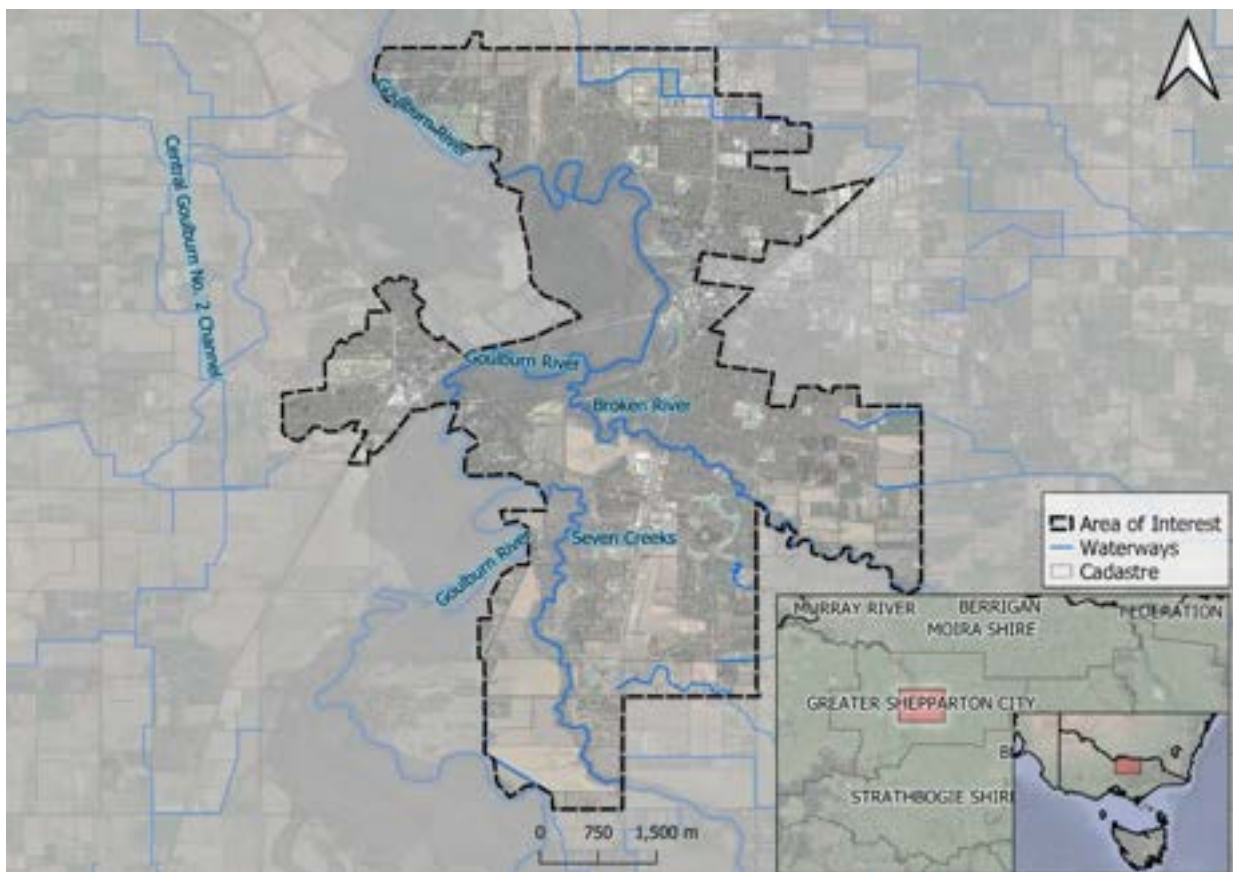 Goulburn River
Central Goulburn No. 2 Channel
Goulburn River
Broken River
Seven Creeks
Goulburn River
Area of Interest
Waterways
Cadastre
MURRAY RIVER
BERRIGAN
FEDERATION
MOIRA SHIRE
GREATER SHEPPARTON CITY
STRATHBOGIE SHIRE
0 750 1,500 m